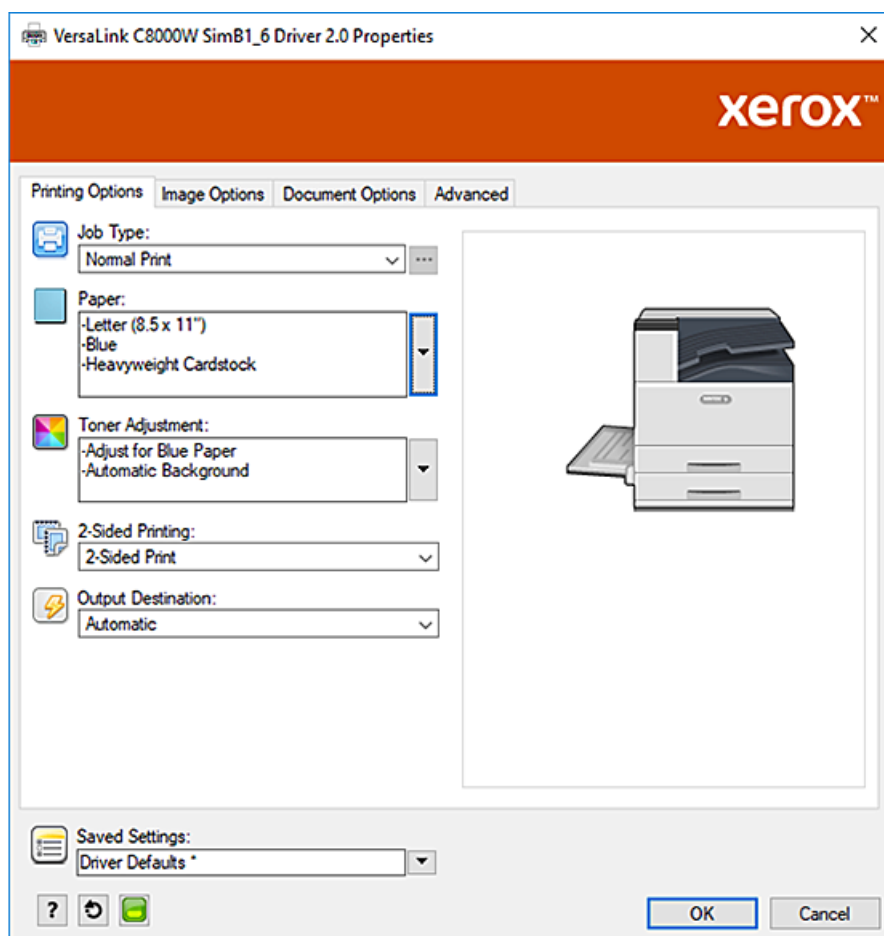 VersaLink C8000W SimB1_6 Driver 2.0 Properties
xerox™
Printing Options
Image Options
Document Options
Advanced
Job Type:
Normal Print
Paper:
-Letter (8.5 x 11")
-Blue
-Heavyweight Cardstock
Toner Adjustment:
-Adjust for Blue Paper
-Automatic Background
2-Sided Printing:
2-Sided Print
Output Destination:
Automatic
Saved Settings:
Driver Defaults *
?
OK
Cancel